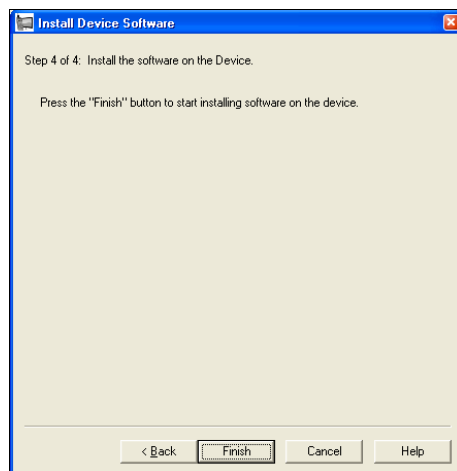 Install Device Software
Step 4 of 4: Install the software on the Device.
Press the "Finish" button to start installing software on the device.
< Back
Finish
Cancel
Help